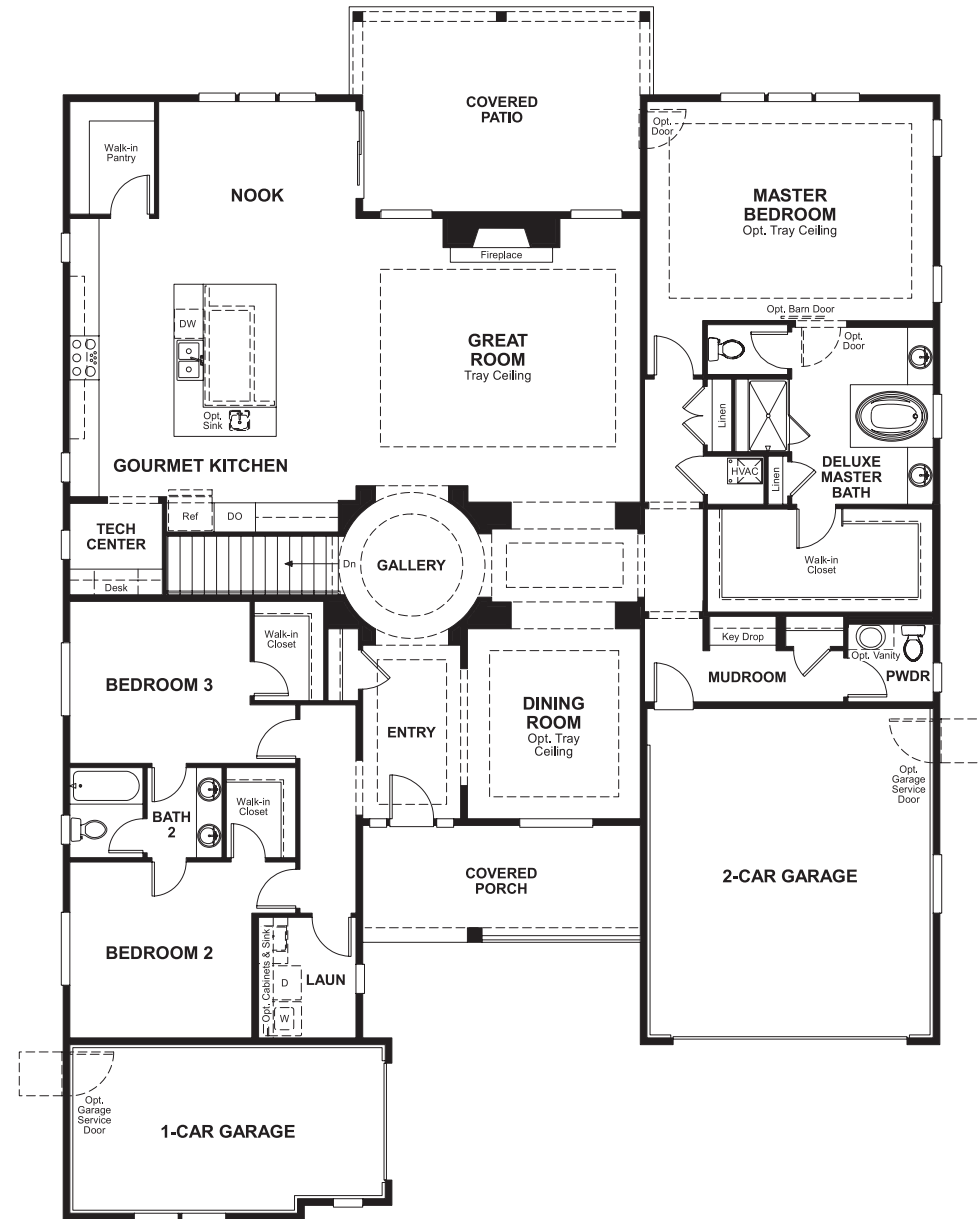 COVERED
PATIO
Walk-in
Pantry
NOOK
Opt.
Door
MASTER
BEDROOM
Opt. Tray Ceiling
Fireplace
Opt. Barn Door
DW
GREAT
ROOM
Tray Ceiling
Opt.
Door
Opt.
Sink
Linen
GOURMET KITCHEN
HVAC
Linen
DELUXE
MASTER
BATH
Ref
DO
TECH
CENTER
Desk
Dn
GALLERY
Walk-in
Closet
Walk-in
Closet
Key Drop
Opt. Vanity
BEDROOM 3
MUDROOM
PWDR
ENTRY
DINING
ROOM
Opt. Tray
Ceiling
Opt.
Garage
Service
Door
BATH
2
Walk-in
Closet
COVERED
PORCH
2-CAR GARAGE
BEDROOM 2
Opt. Cabinets & Sink
D
W
LAUN
Opt.
Garage
Service
Door
1-CAR GARAGE